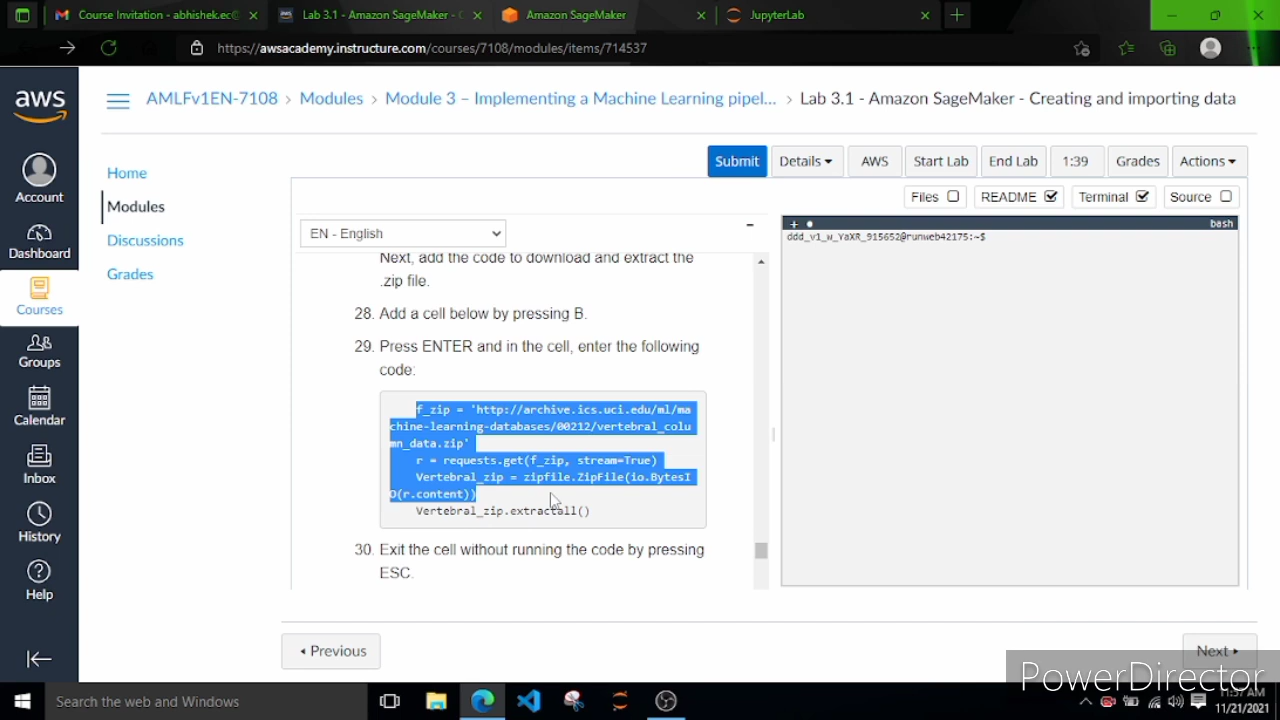 Course Invitation - abhishek.ec@
Lab 3.1 - Amazon SageMaker - C
Amazon SageMaker
JupyterLab
https://awsacademy.instructure.com/courses/7108/modules/items/714537
aws
AMLFv1EN-7108 › Modules › Module 3 – Implementing a Machine Learning pipel... › Lab 3.1 - Amazon SageMaker - Creating and importing data
Account
Dashboard
Courses
Groups
Calendar
Inbox
History
Help
Home
Modules
Discussions
Grades
Submit Details AWS Start Lab End Lab 1:39 Grades Actions
Files README Terminal Source
EN - English
Next, add the code to download and extract the
.zip file.
28. Add a cell below by pressing B.
29. Press ENTER and in the cell, enter the following
code:
f_zip = 'http://archive.ics.uci.edu/ml/ma
chine-learning-databases/00212/vertebral_colu
mn_data.zip'
r = requests.get(f_zip, stream=True)
Vertebral_zip = zipfile.ZipFile(io.BytesI
O(r.content))
Vertebral_zip.extractall()
30. Exit the cell without running the code by pressing
ESC.
bash
ddd_v1_w_YaXR_915652@runweb42175:~$
Previous
Next
PowerDirector
Search the web and Windows
11:57 AM
11/21/2021